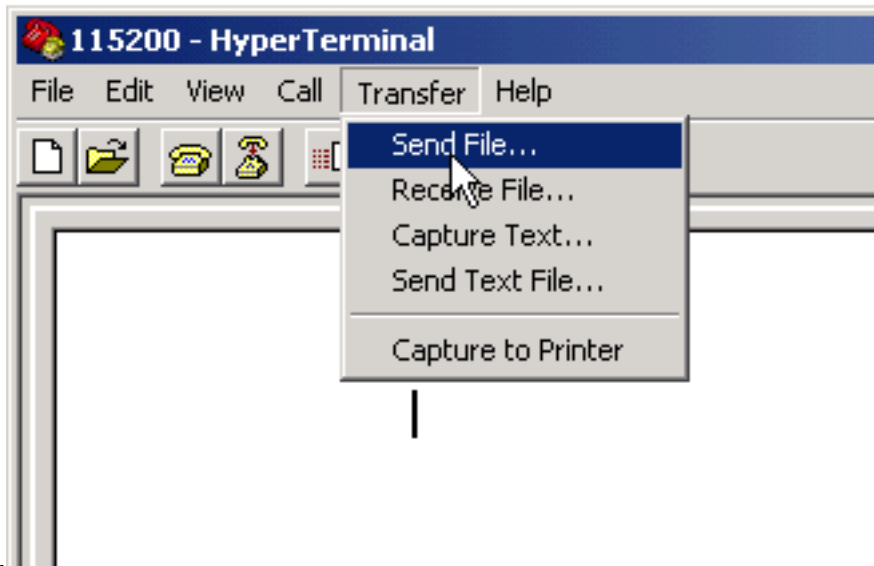 115200 - HyperTerminal
File Edit View Call Transfer Help
Send File...
Receive File...
Capture Text...
Send Text File...
Capture to Printer